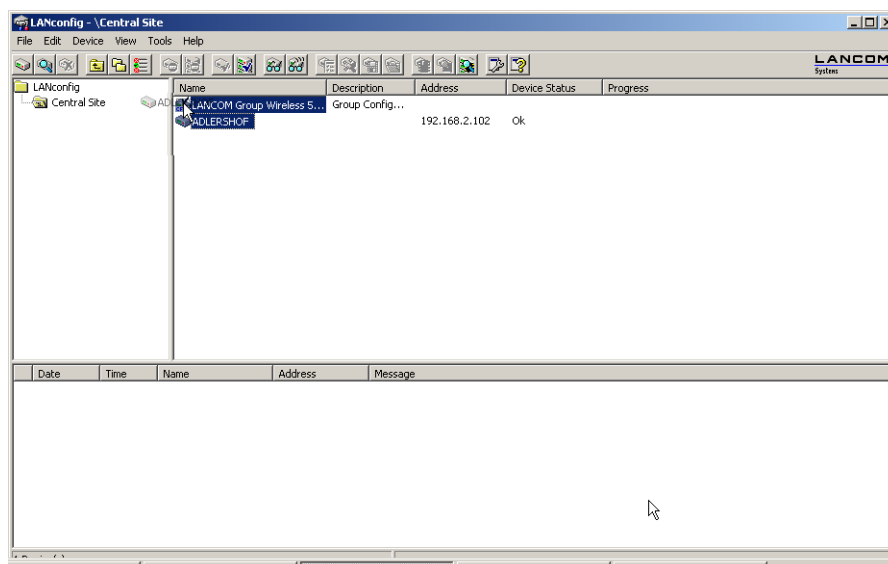 LANconfig - \Central Site
File Edit Device View Tools Help
LANCOM
Systems
LANconfig
Central Site
Name Description Address Device Status Progress
LANCOM Group Wireless 5... Group Config...
ADLERSHOF 192.168.2.102 Ok
Date Time Name Address Message